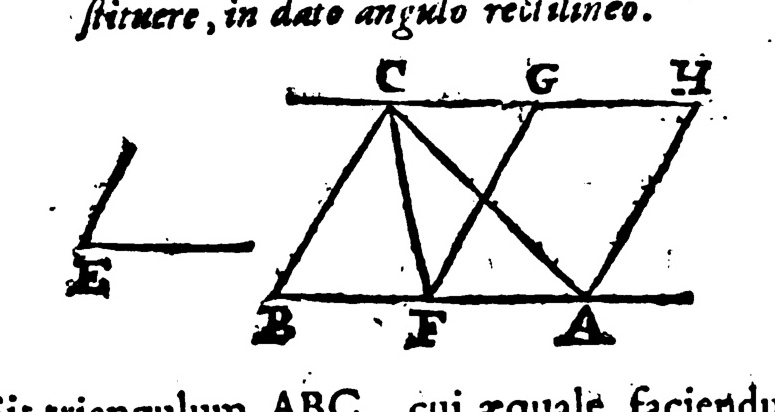 ſtituere, in dato angulo rectilineo.
C G H
E
B F A
ſit triangulum ABC, cui æquale faciendu